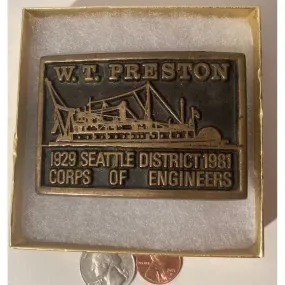 W. T. PRESTON
1929 SEATTLE DISTRICT 1981
CORPS OF ENGINEERS